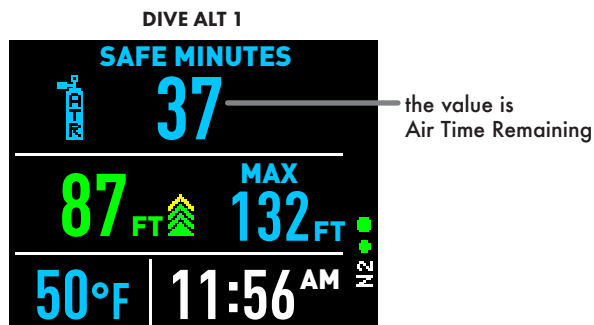 DIVE ALT 1
SAFE MINUTES
ATR
37
the value is
Air Time Remaining
87 FT
MAX
132 FT
N2
50°F
11:56 AM